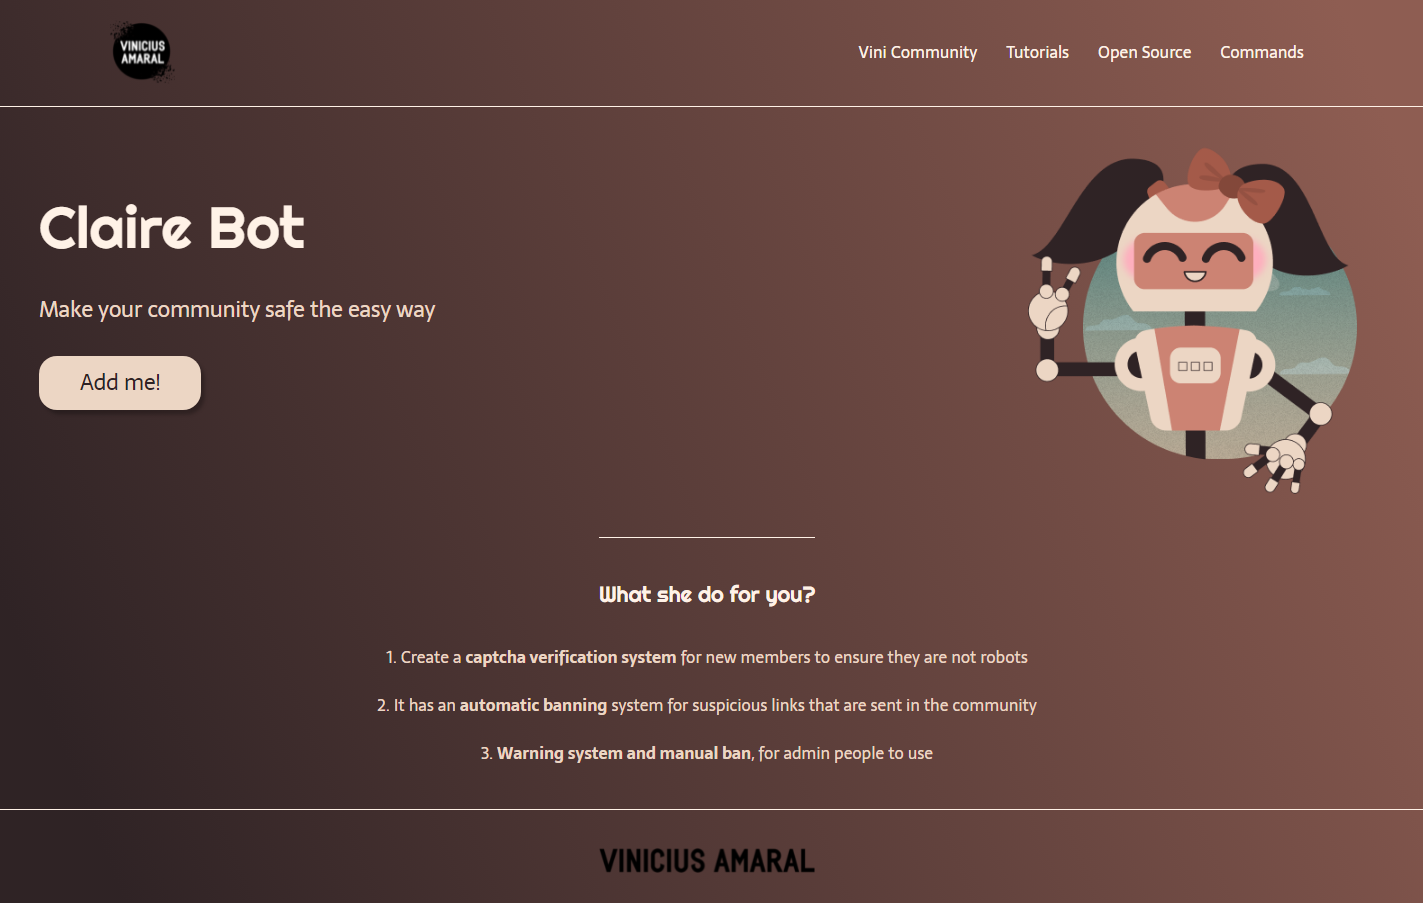 VINICIUS
AMARAL
Vini Community Tutorials Open Source Commands
Claire Bot
Make your community safe the easy way
Add me!
What she do for you?
1. Create a captcha verification system for new members to ensure they are not robots
2. It has an automatic banning system for suspicious links that are sent in the community
3. Warning system and manual ban, for admin people to use
VINICIUS AMARAL